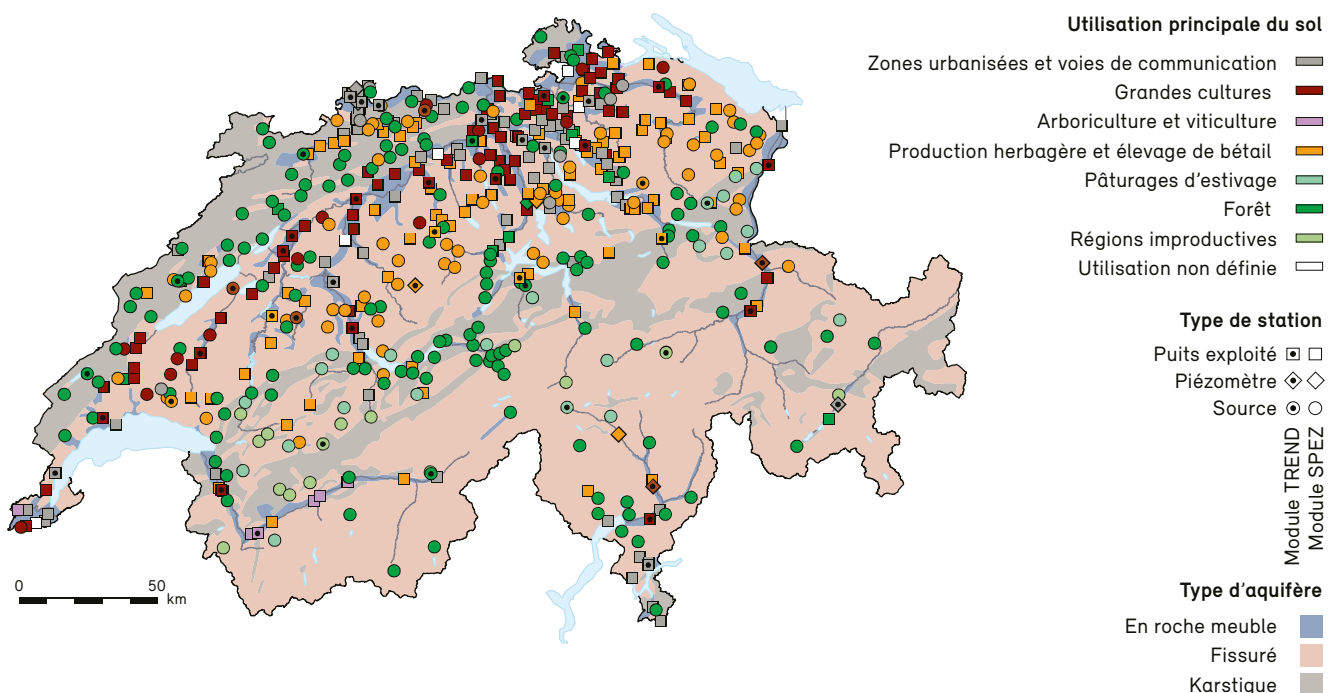 Utilisation principale du sol
Zones urbanisées et voies de communication
Grandes cultures
Arboriculture et viticulture
Production herbagère et élevage de bétail
Pâturages d'estivage
Forêt
Régions improductives
Utilisation non définie
Type de station
Puits exploité
Piézomètre
Source
Module TREND
Module SPEZ
Type d'aquifère
En roche meuble
Fissuré
Karstique
0 50
km